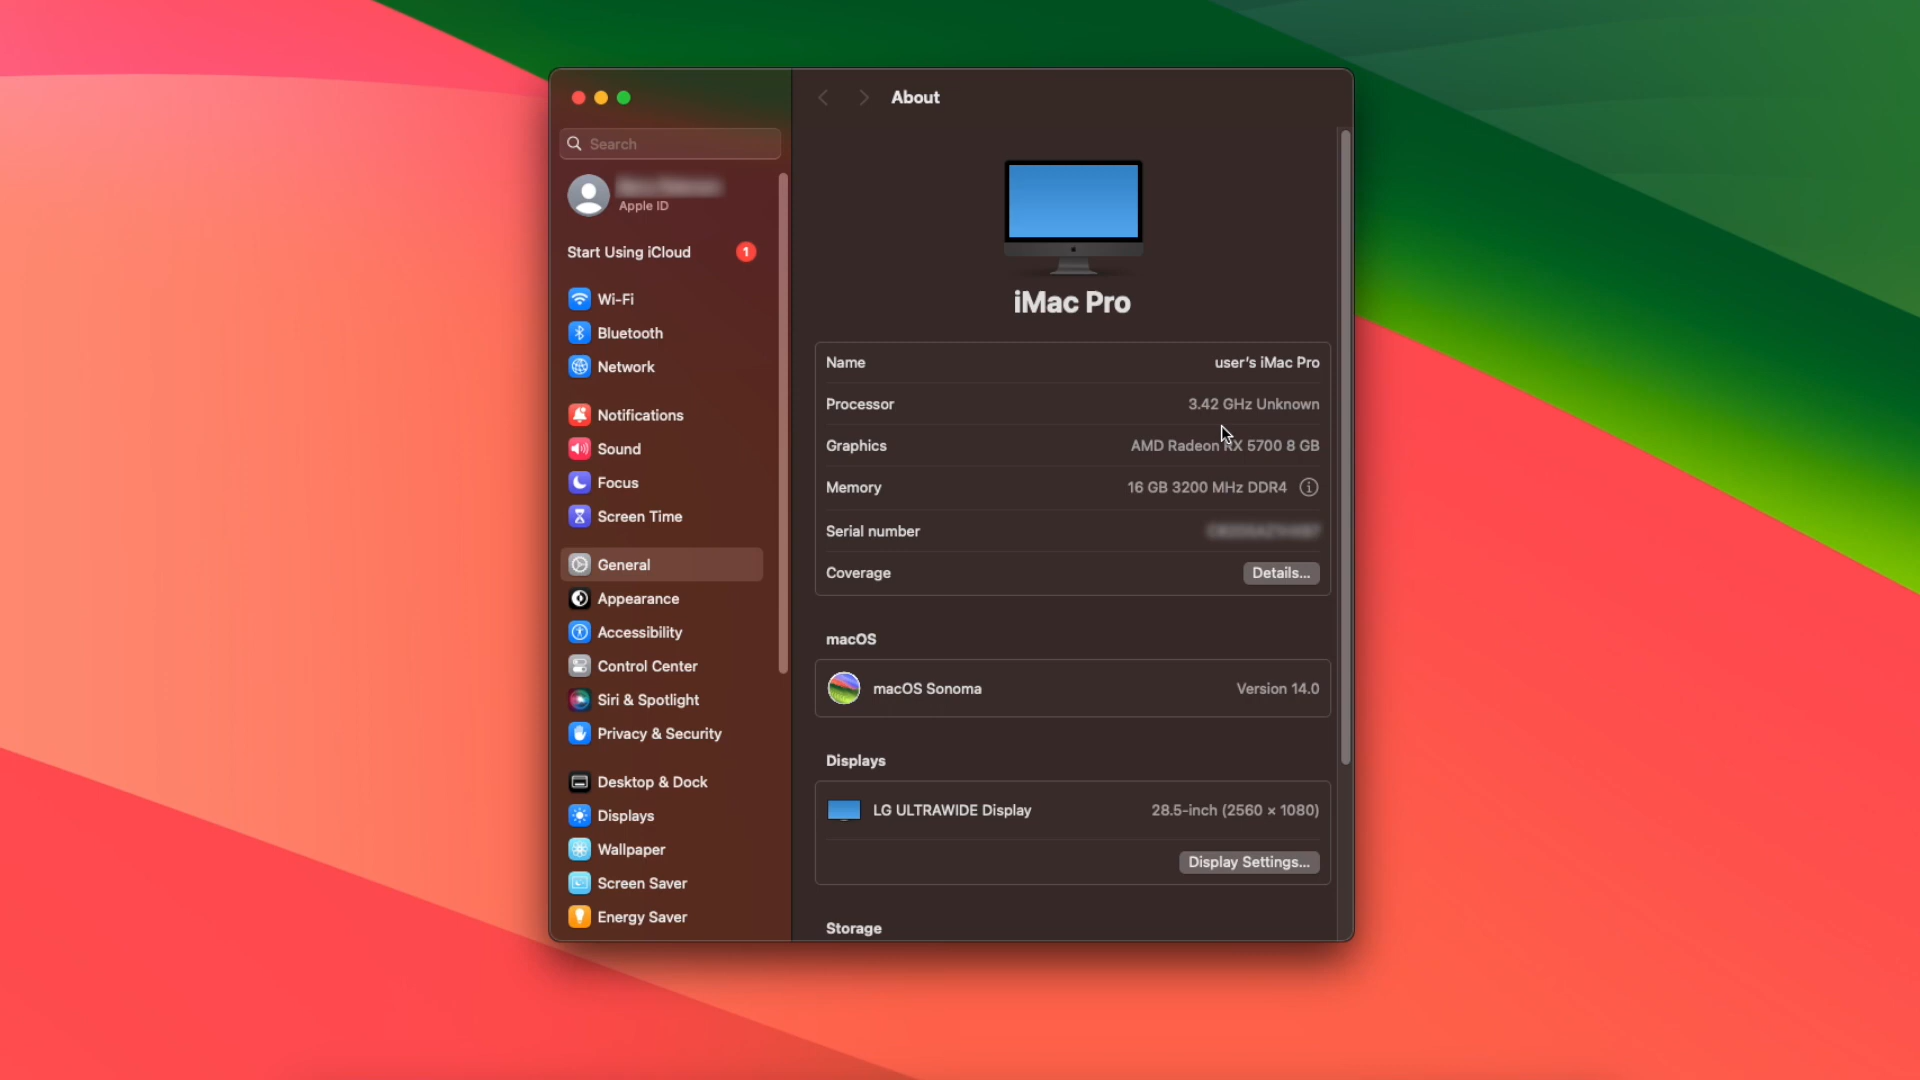 About
Search
Apple ID
Start Using iCloud 1
Wi-Fi
Bluetooth
Network
Notifications
Sound
Focus
Screen Time
General
Appearance
Accessibility
Control Center
Siri & Spotlight
Privacy & Security
Desktop & Dock
Displays
Wallpaper
Screen Saver
Energy Saver
iMac Pro
Name user's iMac Pro
Processor 3.42 GHz Unknown
Graphics AMD Radeon RX 5700 8 GB
Memory 16 GB 3200 MHz DDR4
Serial number
Coverage Details...
macOS
macOS Sonoma Version 14.0
Displays
LG ULTRAWIDE Display 28.5-inch (2560 × 1080)
Display Settings...
Storage